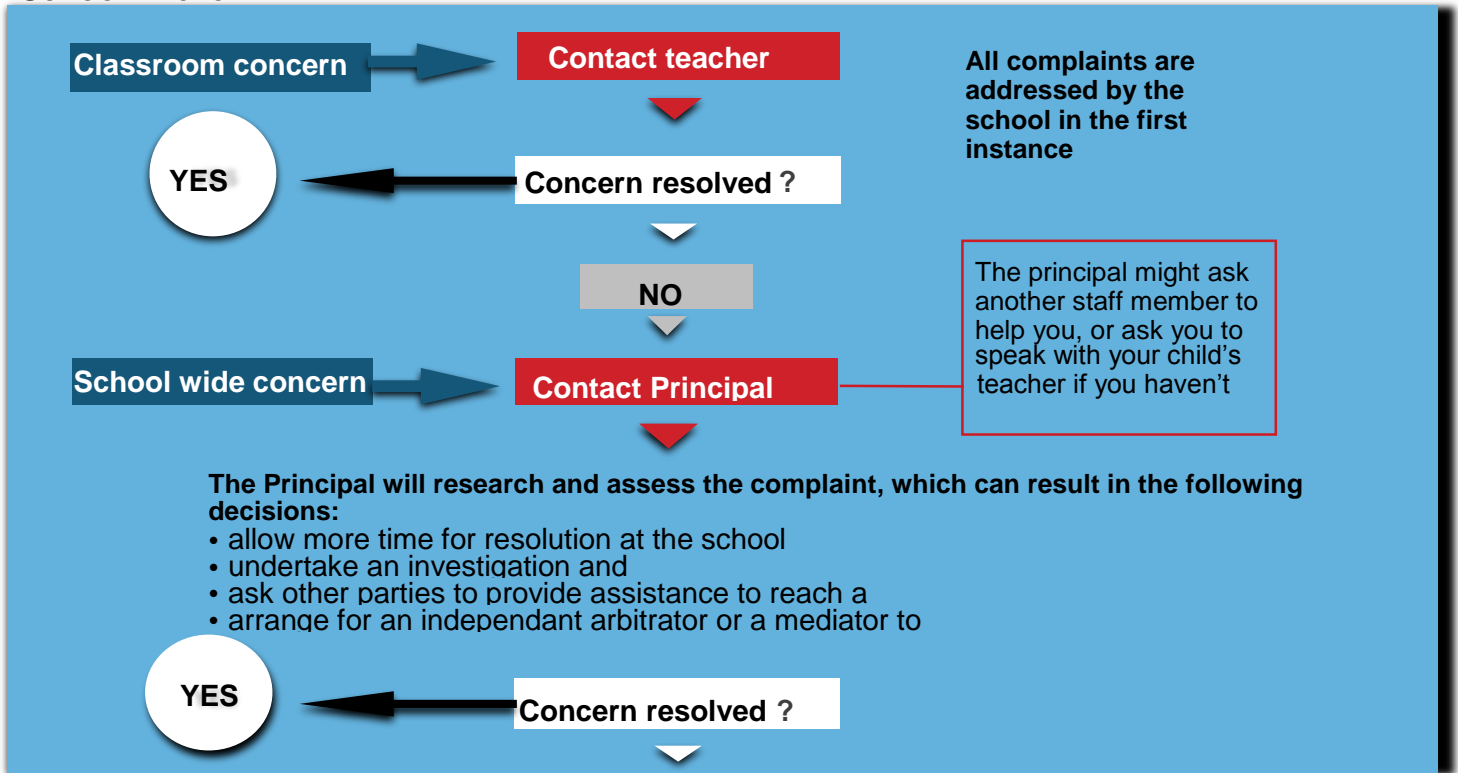 Classroom concern
Contact teacher
All complaints are
addressed by the
school in the first
instance
YES
Concern resolved ?
NO
The principal might ask
another staff member to
help you, or ask you to
speak with your child's
teacher if you haven't
School wide concern
Contact Principal
The Principal will research and assess the complaint, which can result in the following
decisions:
• allow more time for resolution at the school
• undertake an investigation and
• ask other parties to provide assistance to reach a
• arrange for an independant arbitrator or a mediator to
YES
Concern resolved ?